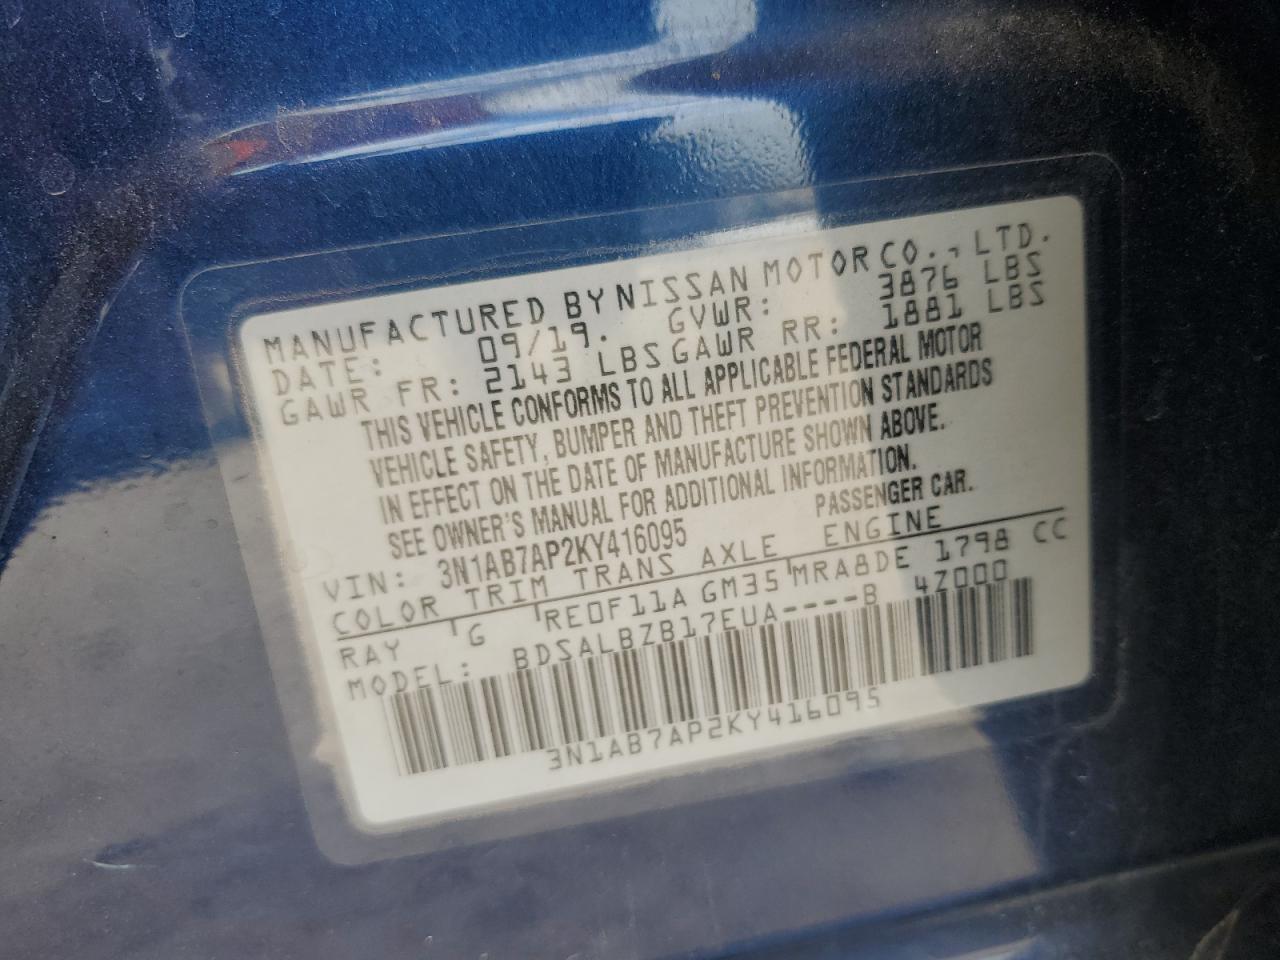 MANUFACTURED BY NISSAN MOTOR CO., LTD.
DATE: 09/19. GVWR: 3876 LBS
GAWR FR: 2143 LBS GAWR RR: 1881 LBS
THIS VEHICLE CONFORMS TO ALL APPLICABLE FEDERAL MOTOR
VEHICLE SAFETY, BUMPER AND THEFT PREVENTION STANDARDS
IN EFFECT ON THE DATE OF MANUFACTURE SHOWN ABOVE.
SEE OWNER'S MANUAL FOR ADDITIONAL INFORMATION.
VIN: 3N1AB7AP2KY416095 PASSENGER CAR.
COLOR TRIM TRANS AXLE ENGINE
RAY G RE0F11A GM35 MRA8DE 1798 CC
MODEL: BDSALBZB17EUA----B 4Z000
3N1AB7AP2KY416095